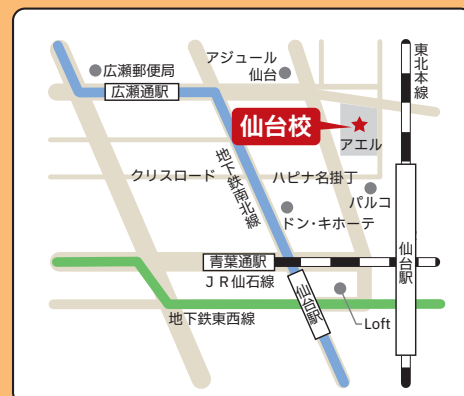 アジュール
仙台
広瀬郵便局
広瀬通駅
東北本線
仙台校
アエル
クリスロード
地下鉄南北線
ハピナ名掛丁
パルコ
ドン・キホーテ
青葉通駅
JR仙石線
仙台駅
仙台駅
Loft
地下鉄東西線